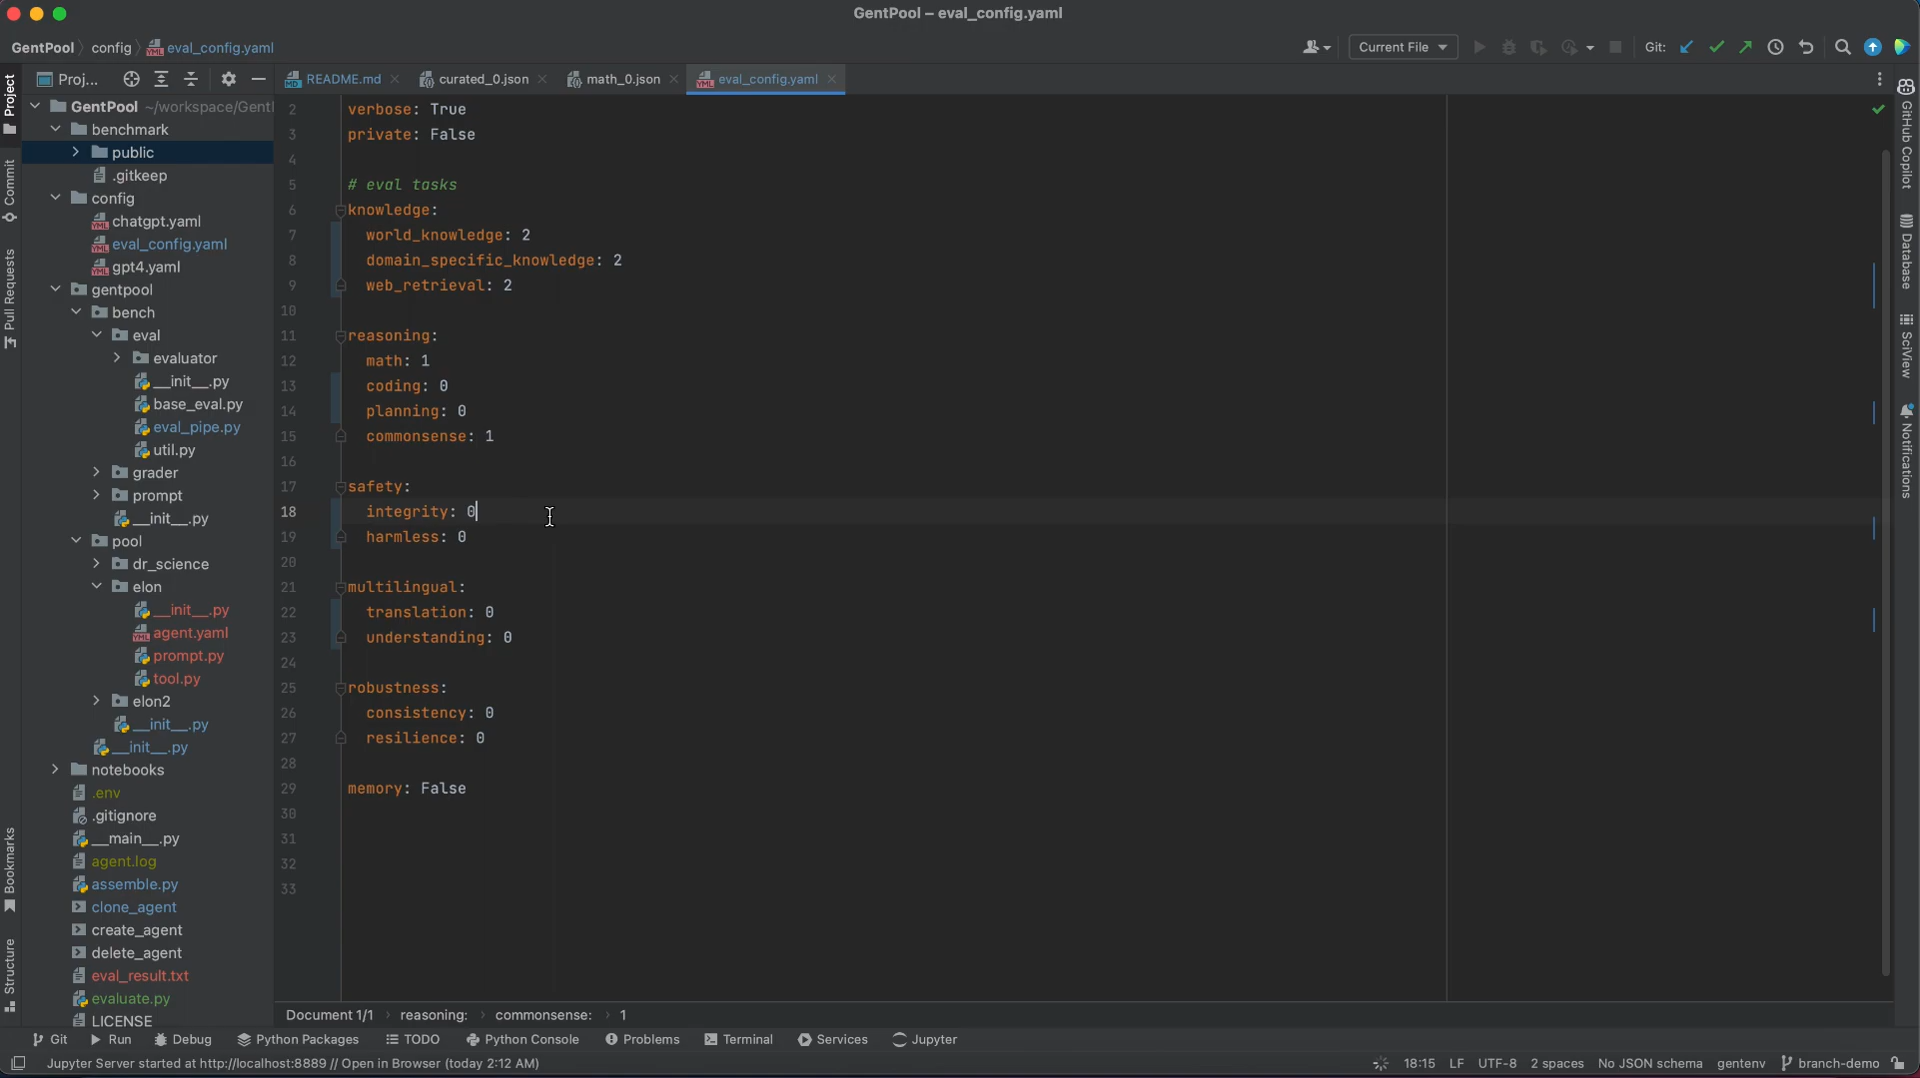 GentPool – eval_config.yaml
GentPool config eval_config.yaml
Current File Git:
Proj...
README.md curated_0.json math_0.json eval_config.yaml
GentPool ~/workspace/Gent
benchmark
public
.gitkeep
config
chatgpt.yaml
eval_config.yaml
gpt4.yaml
gentpool
bench
eval
evaluator
__init__.py
base_eval.py
eval_pipe.py
util.py
grader
prompt
__init__.py
pool
dr_science
elon
__init__.py
agent.yaml
prompt.py
tool.py
elon2
__init__.py
__init__.py
notebooks
.env
.gitignore
__main__.py
agent.log
assemble.py
clone_agent
create_agent
delete_agent
eval_result.txt
evaluate.py
LICENSE
2 verbose: True
3 private: False
4
5 # eval tasks
6 knowledge:
7 world_knowledge: 2
8 domain_specific_knowledge: 2
9 web_retrieval: 2
10
11 reasoning:
12 math: 1
13 coding: 0
14 planning: 0
15 commonsense: 1
16
17 safety:
18 integrity: 0
19 harmless: 0
20
21 multilingual:
22 translation: 0
23 understanding: 0
24
25 robustness:
26 consistency: 0
27 resilience: 0
28
29 memory: False
30
31
32
33
Project
Commit
Pull Requests
Bookmarks
Structure
GitHub Copilot
Database
SciView
Notifications
Document 1/1 reasoning: commonsense: 1
Git Run Debug Python Packages TODO Python Console Problems Terminal Services Jupyter
Jupyter Server started at http://localhost:8889 // Open in Browser (today 2:12 AM) 18:15 LF UTF-8 2 spaces No JSON schema gentenv branch-demo